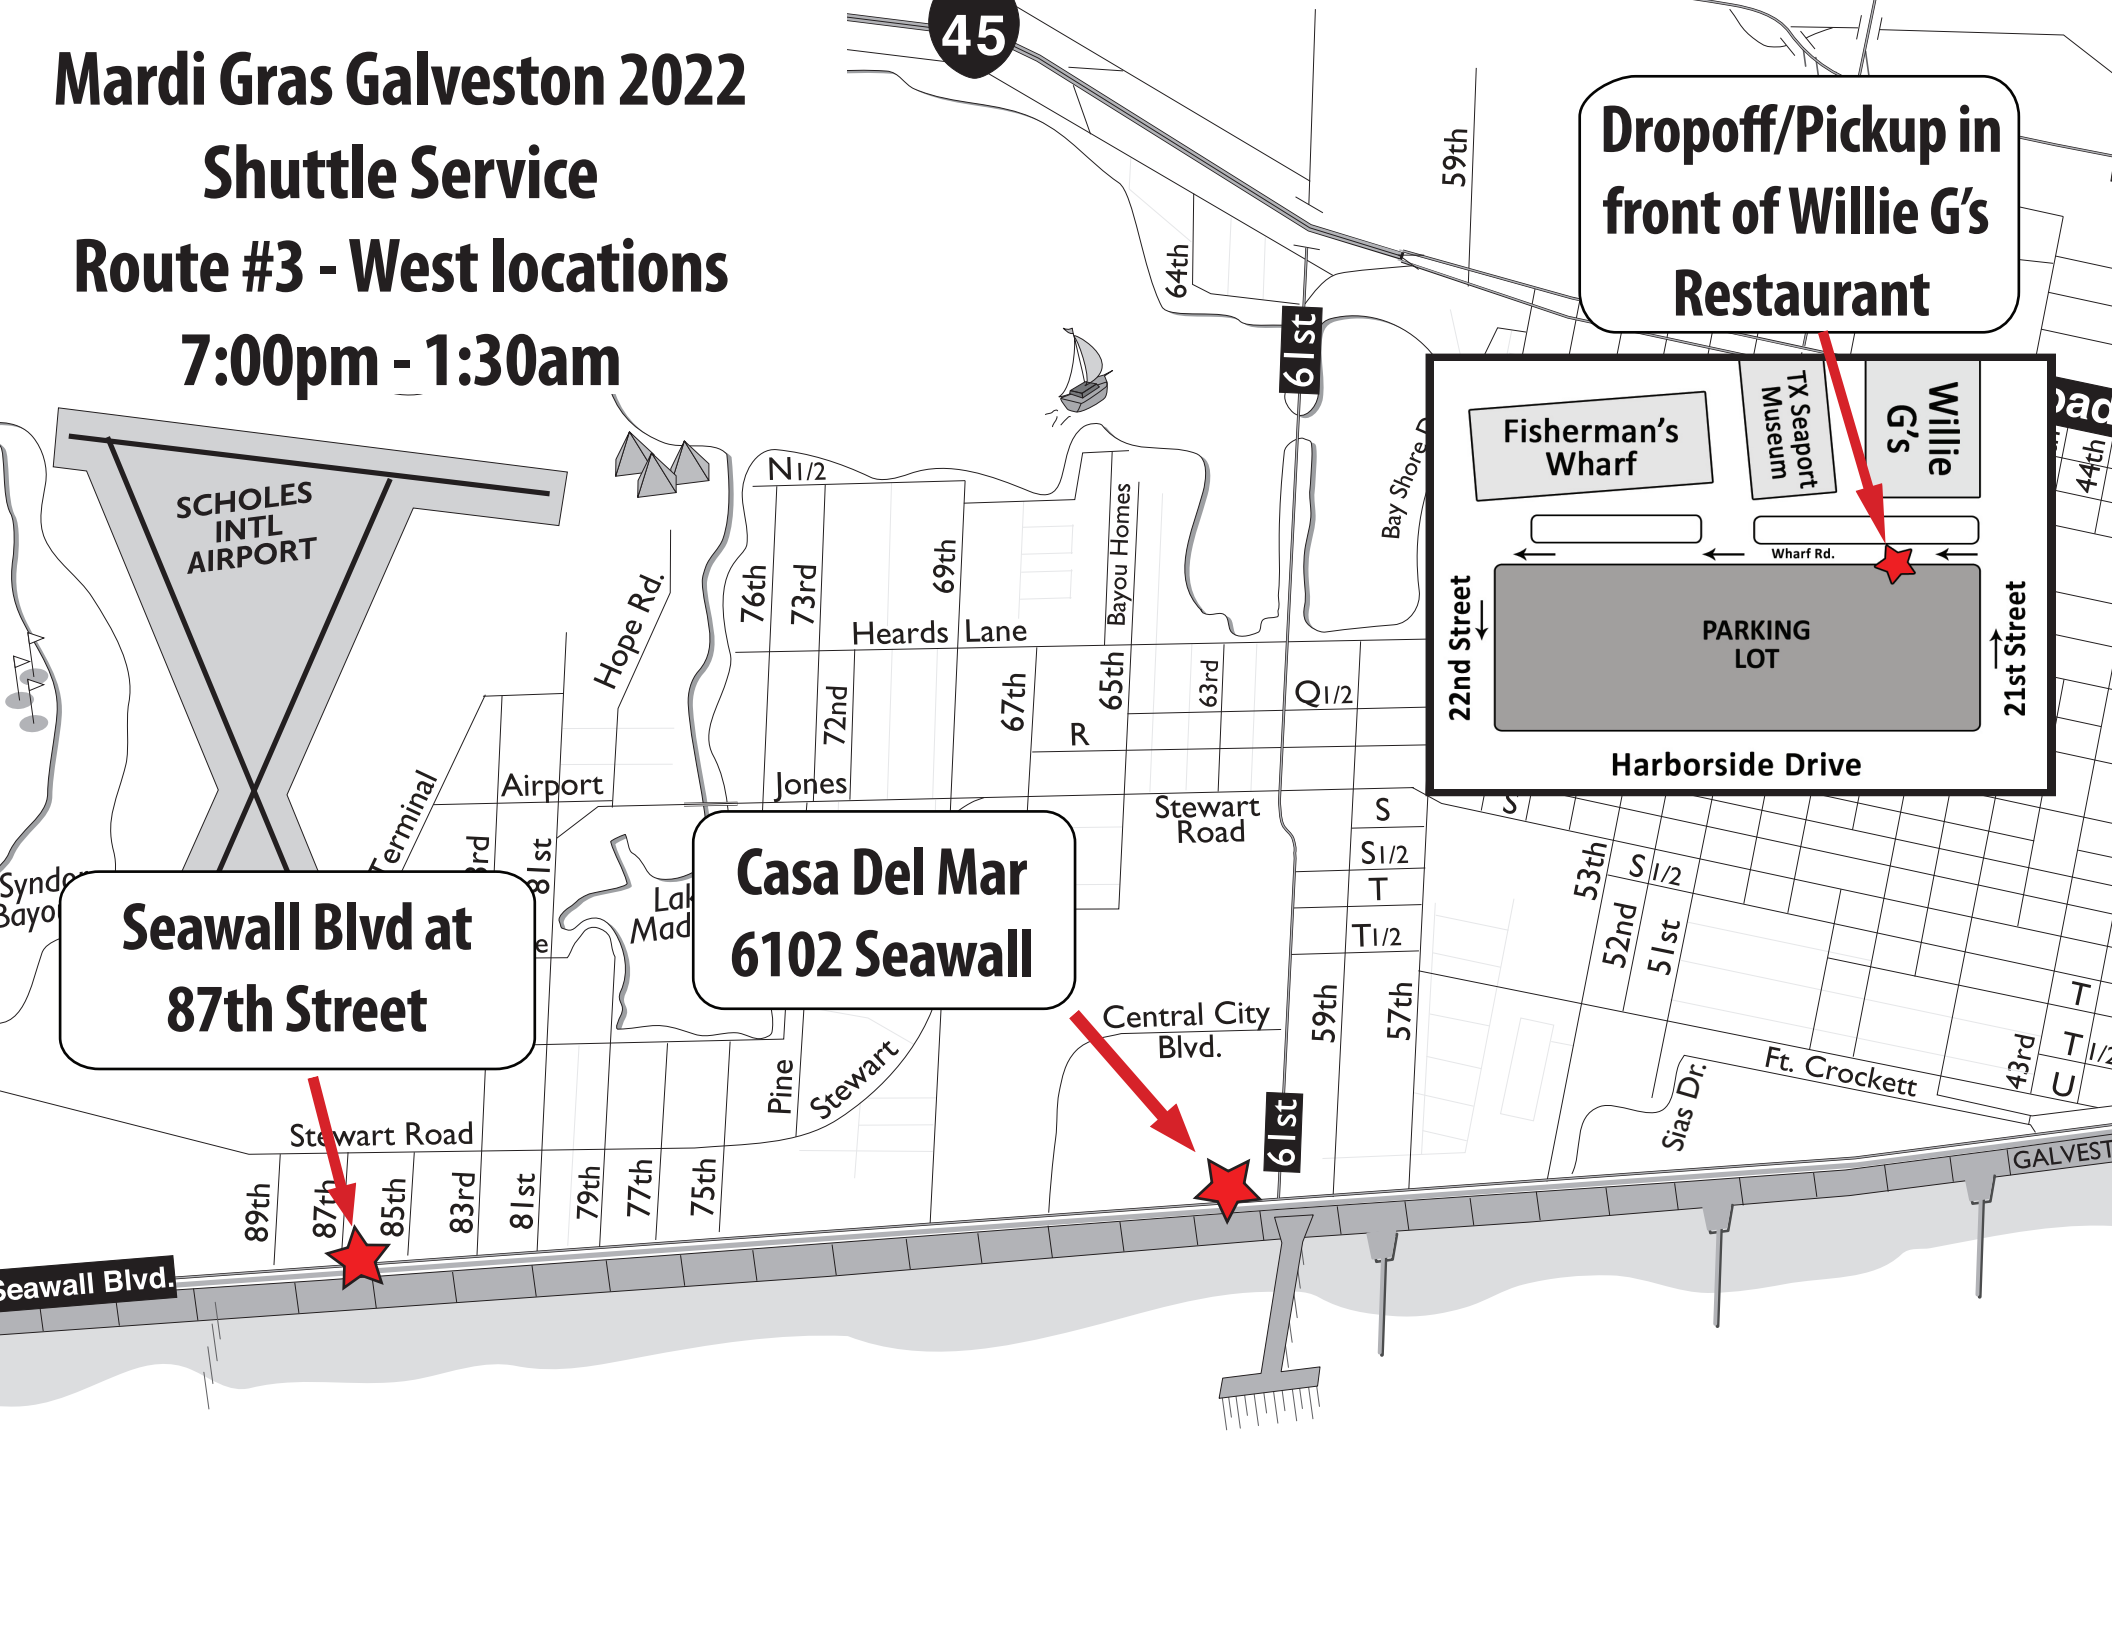 Mardi Gras Galveston 2022
Shuttle Service
Route #3 - West locations
7:00pm - 1:30am
45
59th
64th
61st
Dropoff/Pickup in
front of Willie G's
Restaurant
Fisherman's
Wharf
TX Seaport
Museum
Willie
G's
Wharf Rd.
22nd Street
PARKING
LOT
21st Street
Harborside Drive
44th
Bay Shore
SCHOLES
INTL
AIRPORT
Hope Rd.
N1/2
76th
73rd
69th
Bayou Homes
Heards Lane
72nd
67th
65th
63rd
Q1/2
R
Terminal
Airport
Jones
Stewart
Road
S
S1/2
T
T1/2
S
S 1/2
53th
52nd
51st
81st
Seawall Blvd at
87th Street
Casa Del Mar
6102 Seawall
Central City
Blvd.
59th
57th
Pine
Stewart
Sias Dr.
Ft. Crockett
43rd
T
T 1/2
U
61st
Stewart Road
89th
87th
85th
83rd
81st
79th
77th
75th
Seawall Blvd.